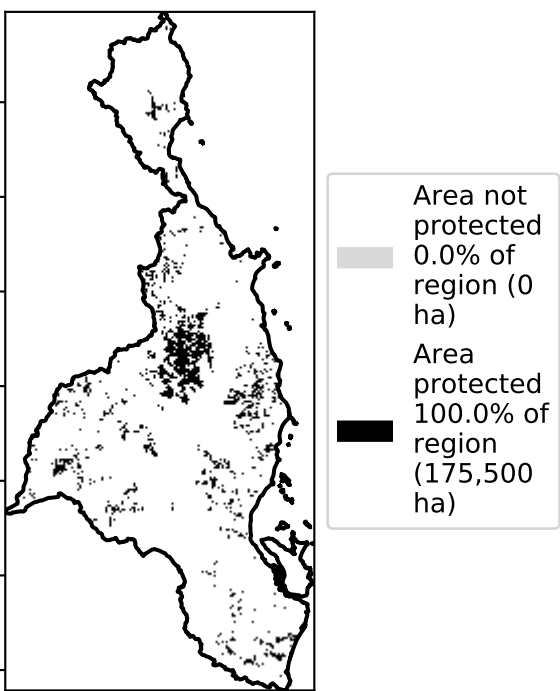 Area not
protected
0.0% of
region (0
ha)
Area
protected
100.0% of
region
(175,500
ha)